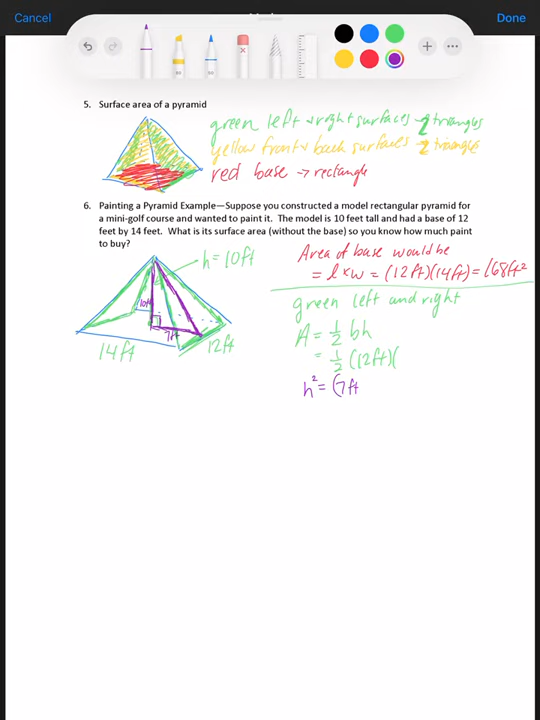 Cancel
Done
5. Surface area of a pyramid
green left + right surfaces → 2 triangles
yellow front + back surfaces → 2 triangles
red base → rectangle
6. Painting a Pyramid Example—Suppose you constructed a model rectangular pyramid for
a mini-golf course and wanted to paint it. The model is 10 feet tall and had a base of 12
feet by 14 feet. What is its surface area (without the base) so you know how much paint
to buy?
h = 10ft
10ft
7ft
14ft
12ft
Area of base would be
= l × w = (12ft)(14ft) = 168ft²
green left and right
A = 1/2 bh
= 1/2 (12ft)(
h² = (7ft